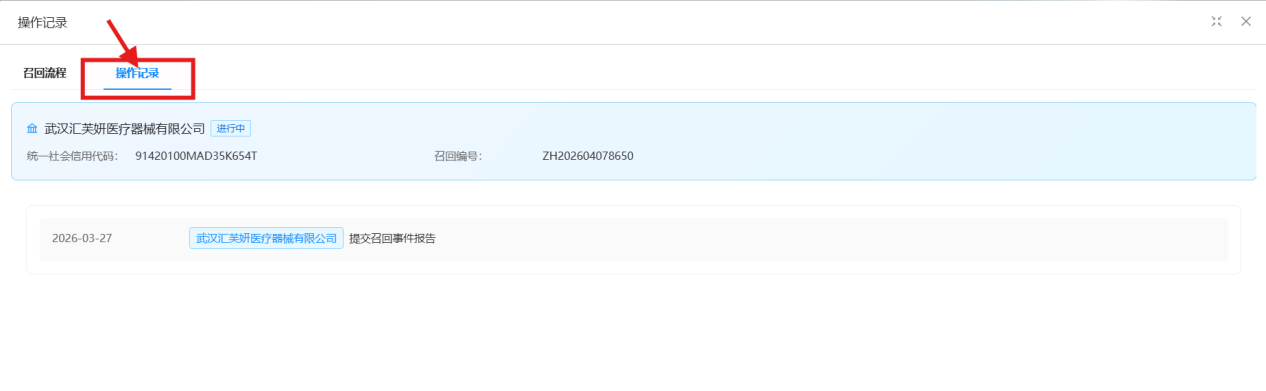 操作记录
召回流程 操作记录
武汉汇芙妍医疗器械有限公司 进行中
统一社会信用代码： 91420100MAD35K654T 召回编号： ZH202604078650
2026-03-27 武汉汇芙妍医疗器械有限公司 提交召回事件报告